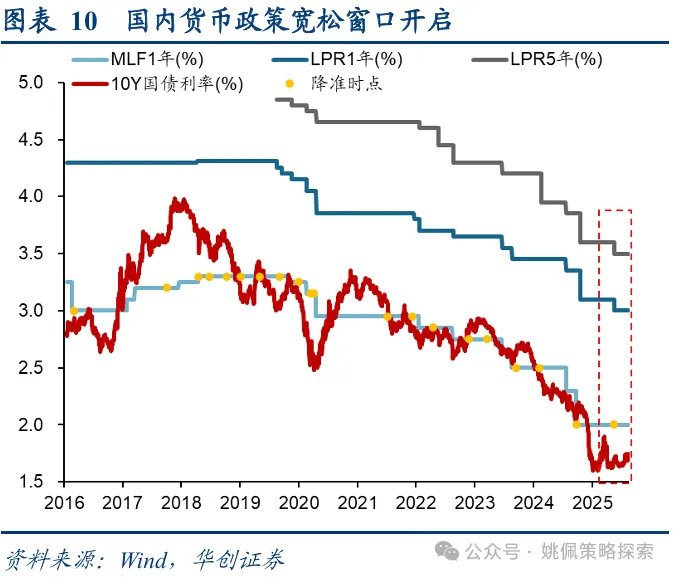 图表 10 国内货币政策宽松窗口开启
MLF1年(%) LPR1年(%) LPR5年(%)
10Y国债利率(%) 降准时点
5.0
4.5
4.0
3.5
3.0
2.5
2.0
1.5
2016 2017 2018 2019 2020 2021 2022 2023 2024 2025
资料来源：Wind，华创证券
公众号 · 姚佩策略探索